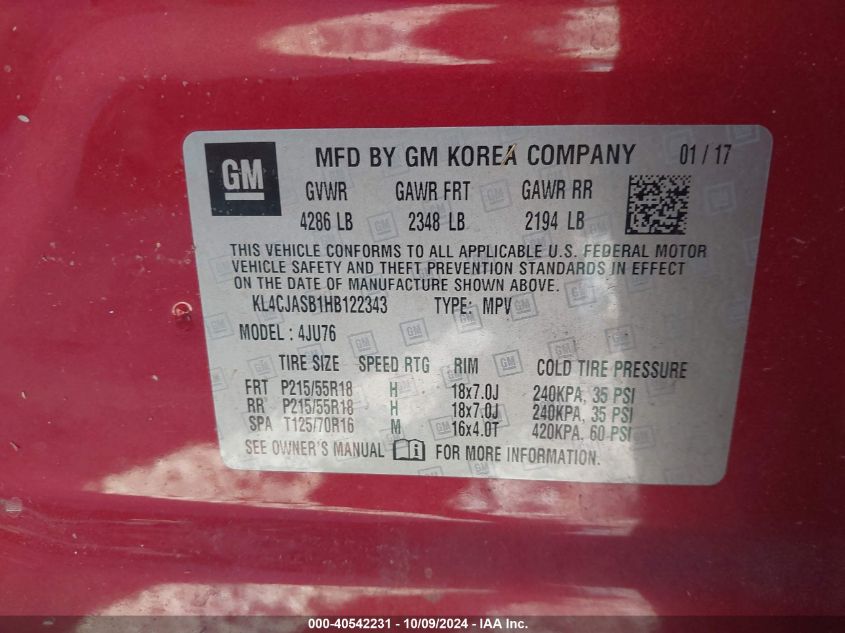 GM MFD BY GM KOREA COMPANY 01 / 17
GVWR GAWR FRT GAWR RR
4286 LB 2348 LB 2194 LB
THIS VEHICLE CONFORMS TO ALL APPLICABLE U.S. FEDERAL MOTOR
VEHICLE SAFETY AND THEFT PREVENTION STANDARDS IN EFFECT
ON THE DATE OF MANUFACTURE SHOWN ABOVE.
KL4CJASB1HB122343 TYPE: MPV
MODEL : 4JU76
TIRE SIZE SPEED RTG RIM COLD TIRE PRESSURE
FRT P215/55R18 H 18x7.0J 240KPA, 35 PSI
RR P215/55R18 H 18x7.0J 240KPA, 35 PSI
SPA T125/70R16 M 16x4.0T 420KPA, 60 PSI
SEE OWNER'S MANUAL i FOR MORE INFORMATION.
000-40542231 - 10/09/2024 - IAA Inc.